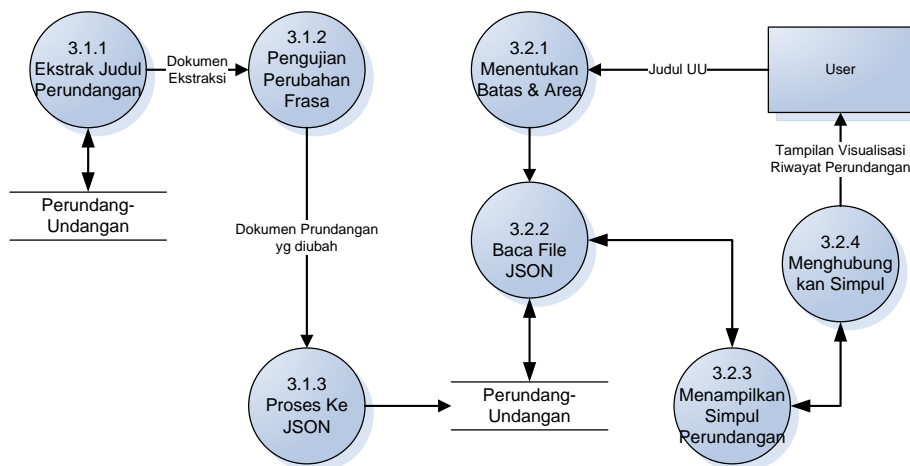 3.1.1
Ekstrak Judul
Perundangan
Dokumen
Ekstraksi
3.1.2
Pengujian
Perubahan
Frasa
3.2.1
Menentukan
Batas & Area
Judul UU
User
Perundang-
Undangan
Dokumen Prundangan
yg diubah
3.2.2
Baca File
JSON
Tampilan Visualisasi
Riwayat Perundangan
3.2.4
Menghubung
kan Simpul
3.1.3
Proses Ke
JSON
Perundang-
Undangan
3.2.3
Menampilkan
Simpul
Perundangan